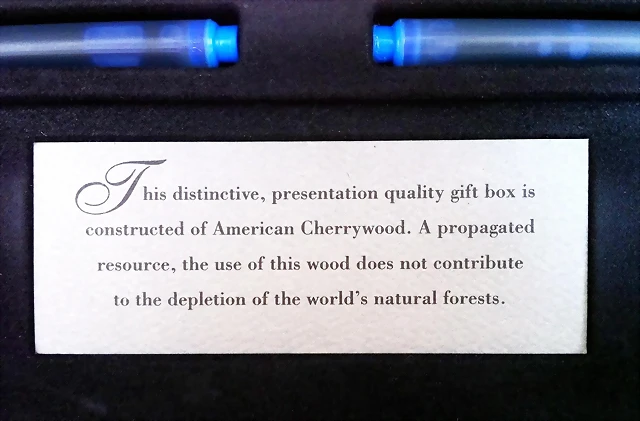 This distinctive, presentation quality gift box is
constructed of American Cherrywood. A propagated
resource, the use of this wood does not contribute
to the depletion of the world's natural forests.